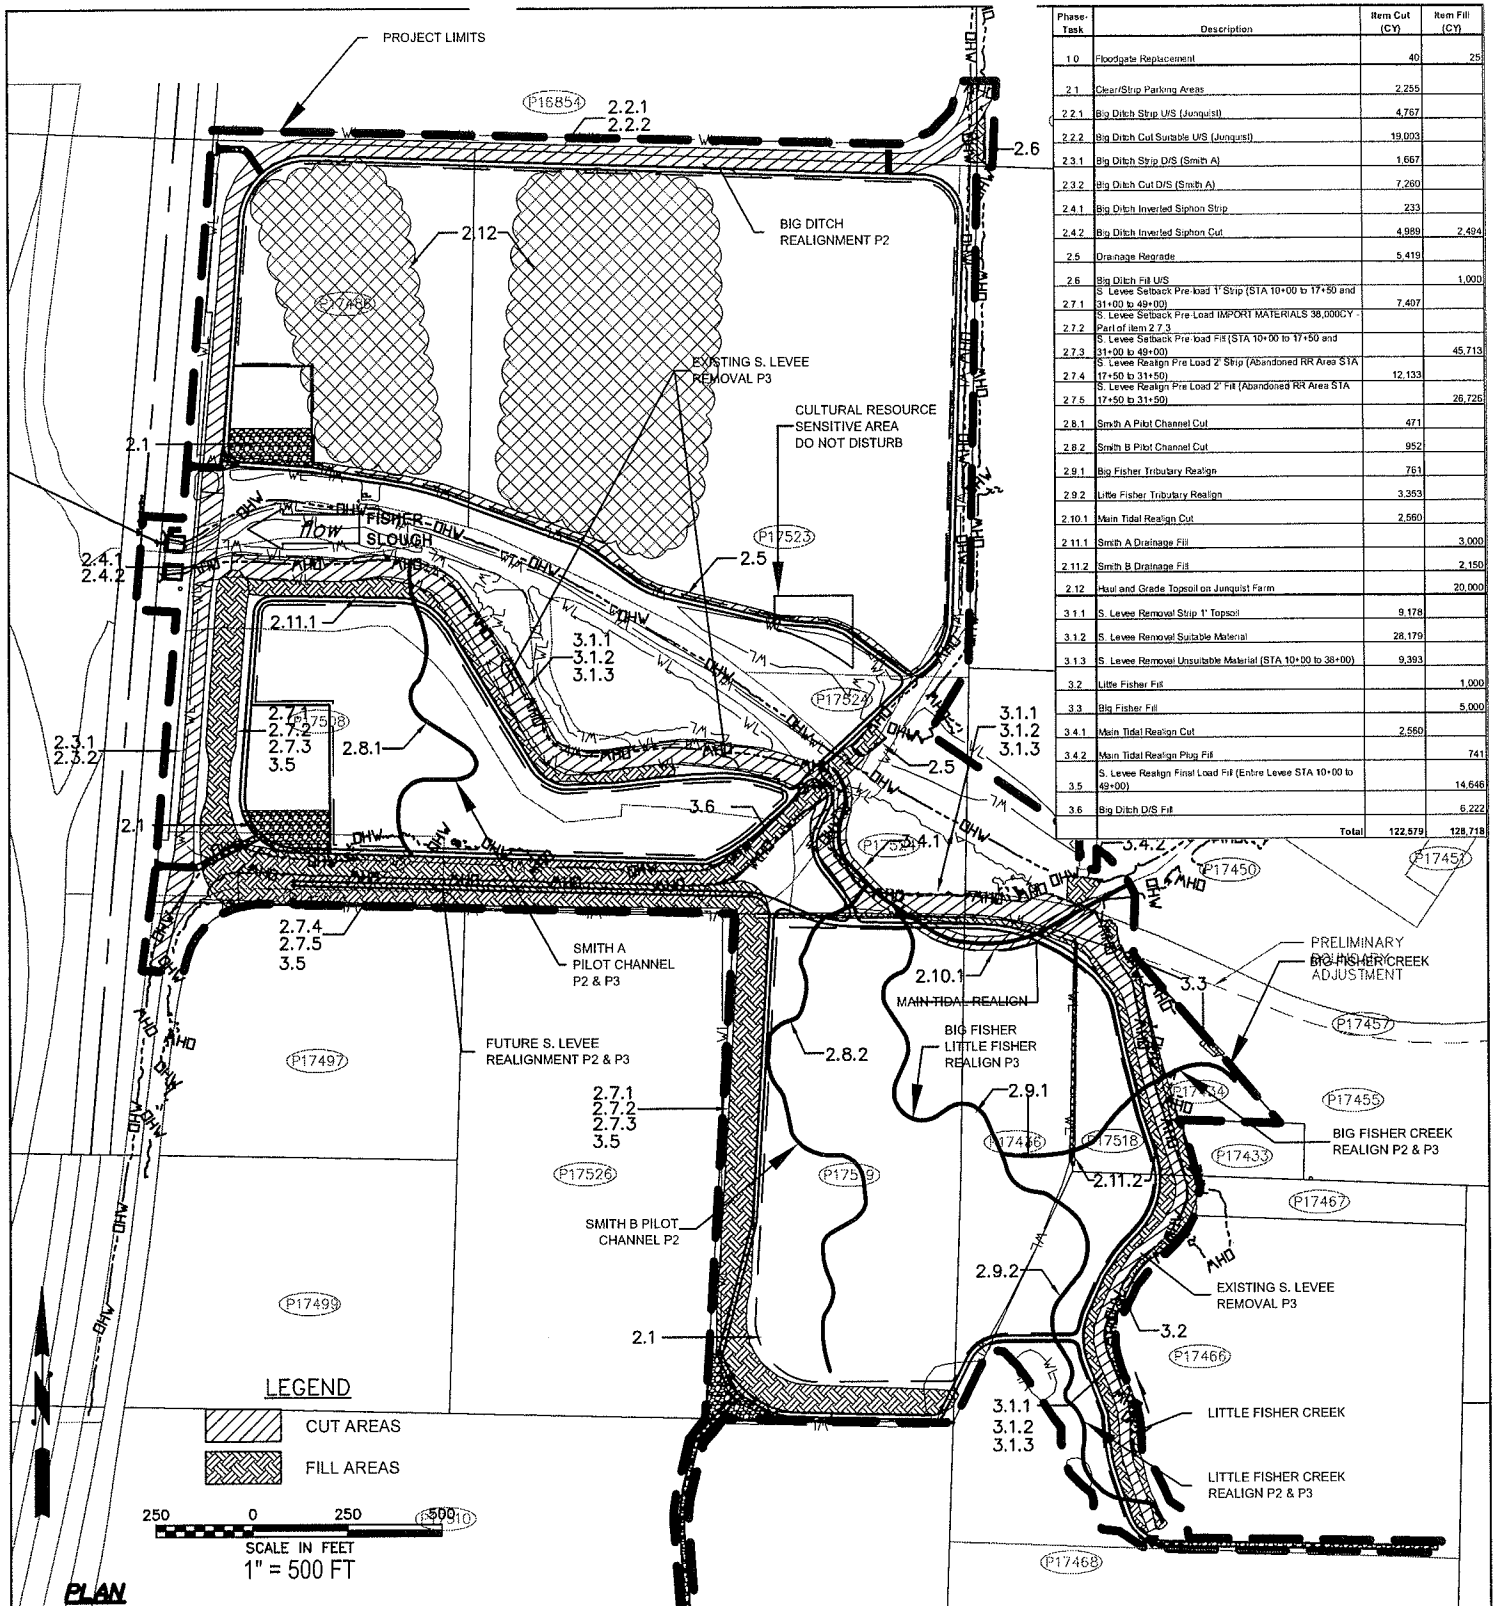 PROJECT LIMITS
P16854
2.2.1
2.2.2
2.6
2.12
BIG DITCH
REALIGNMENT P2
P17486
EXISTING S. LEVEE
REMOVAL P3
CULTURAL RESOURCE
SENSITIVE AREA
DO NOT DISTURB
2.1
FISHER
SLOUGH
flow
P17523
2.5
2.4.1
2.4.2
2.11.1
3.1.1
3.1.2
3.1.3
P17524
2.3.1
2.3.2
2.7.1
2.7.2
2.7.3
3.5
P17508
2.8.1
2.5
3.1.1
3.1.2
3.1.3
2.1
3.6
3.4.1
3.4.2
P17450
P17451
2.7.4
2.7.5
3.5
SMITH A
PILOT CHANNEL
P2 & P3
2.10.1
MAIN TIDAL REALIGN
3.3
PRELIMINARY
BOUNDARY
ADJUSTMENT
BIG FISHER CREEK
P17457
FUTURE S. LEVEE
REALIGNMENT P2 & P3
P17497
2.8.2
BIG FISHER
LITTLE FISHER
REALIGN P3
2.7.1
2.7.2
2.7.3
3.5
2.9.1
P17455
P17518
2.11.2
BIG FISHER CREEK
REALIGN P2 & P3
P17433
P17526
P17467
SMITH B PILOT
CHANNEL P2
2.9.2
P17499
EXISTING S. LEVEE
REMOVAL P3
2.1
3.2
P17466
3.1.1
3.1.2
3.1.3
LITTLE FISHER CREEK
LITTLE FISHER CREEK
REALIGN P2 & P3
P17468
LEGEND
CUT AREAS
FILL AREAS
250 0 250 500
SCALE IN FEET
1" = 500 FT
PLAN
Phase-Task Description Item Cut (CY) Item Fill (CY)
1.0 Floodgate Replacement 40 25
2.1 Clear/Strip Parking Areas 2,255
2.2.1 Big Ditch Strip U/S (Junquist) 4,767
2.2.2 Big Ditch Cut Suitable U/S (Junquist) 19,003
2.3.1 Big Ditch Strip D/S (Smith A) 1,667
2.3.2 Big Ditch Cut D/S (Smith A) 7,260
2.4.1 Big Ditch Inverted Siphon Strip 233
2.4.2 Big Ditch Inverted Siphon Cut 4,989 2,494
2.5 Drainage Regrade 5,419
2.6 Big Ditch Fill U/S 1,000
2.7.1 S. Levee Setback Pre-load 1' Strip (STA 10+00 to 17+50 and 31+00 to 49+00) 7,407
2.7.2 S. Levee Setback Pre-Load IMPORT MATERIALS 38,000CY - Part of item 2.7.3
2.7.3 S. Levee Setback Pre-load Fill (STA 10+00 to 17+50 and 31+00 to 49+00) 45,713
2.7.4 S. Levee Realign Pre Load 2' Strip (Abandoned RR Area STA 17+50 to 31+50) 12,133
2.7.5 S. Levee Realign Pre Load 2' Fill (Abandoned RR Area STA 17+50 to 31+50) 26,726
2.8.1 Smith A Pilot Channel Cut 471
2.8.2 Smith B Pilot Channel Cut 952
2.9.1 Big Fisher Tributary Realign 761
2.9.2 Little Fisher Tributary Realign 3,353
2.10.1 Main Tidal Realign Cut 2,560
2.11.1 Smith A Drainage Fill 3,000
2.11.2 Smith B Drainage Fill 2,150
2.12 Haul and Grade Topsoil on Junquist Farm 20,000
3.1.1 S. Levee Removal Strip 1' Topsoil 9,178
3.1.2 S. Levee Removal Suitable Material 28,179
3.1.3 S. Levee Removal Unsuitable Material (STA 10+00 to 38+00) 9,393
3.2 Little Fisher Fill 1,000
3.3 Big Fisher Fill 5,000
3.4.1 Main Tidal Realign Cut 2,560
3.4.2 Main Tidal Realign Plug Fill 741
3.5 S. Levee Realign Final Load Fill (Entire Levee STA 10+00 to 49+00) 14,646
3.6 Big Ditch D/S Fill 6,222
Total 122,579 128,718